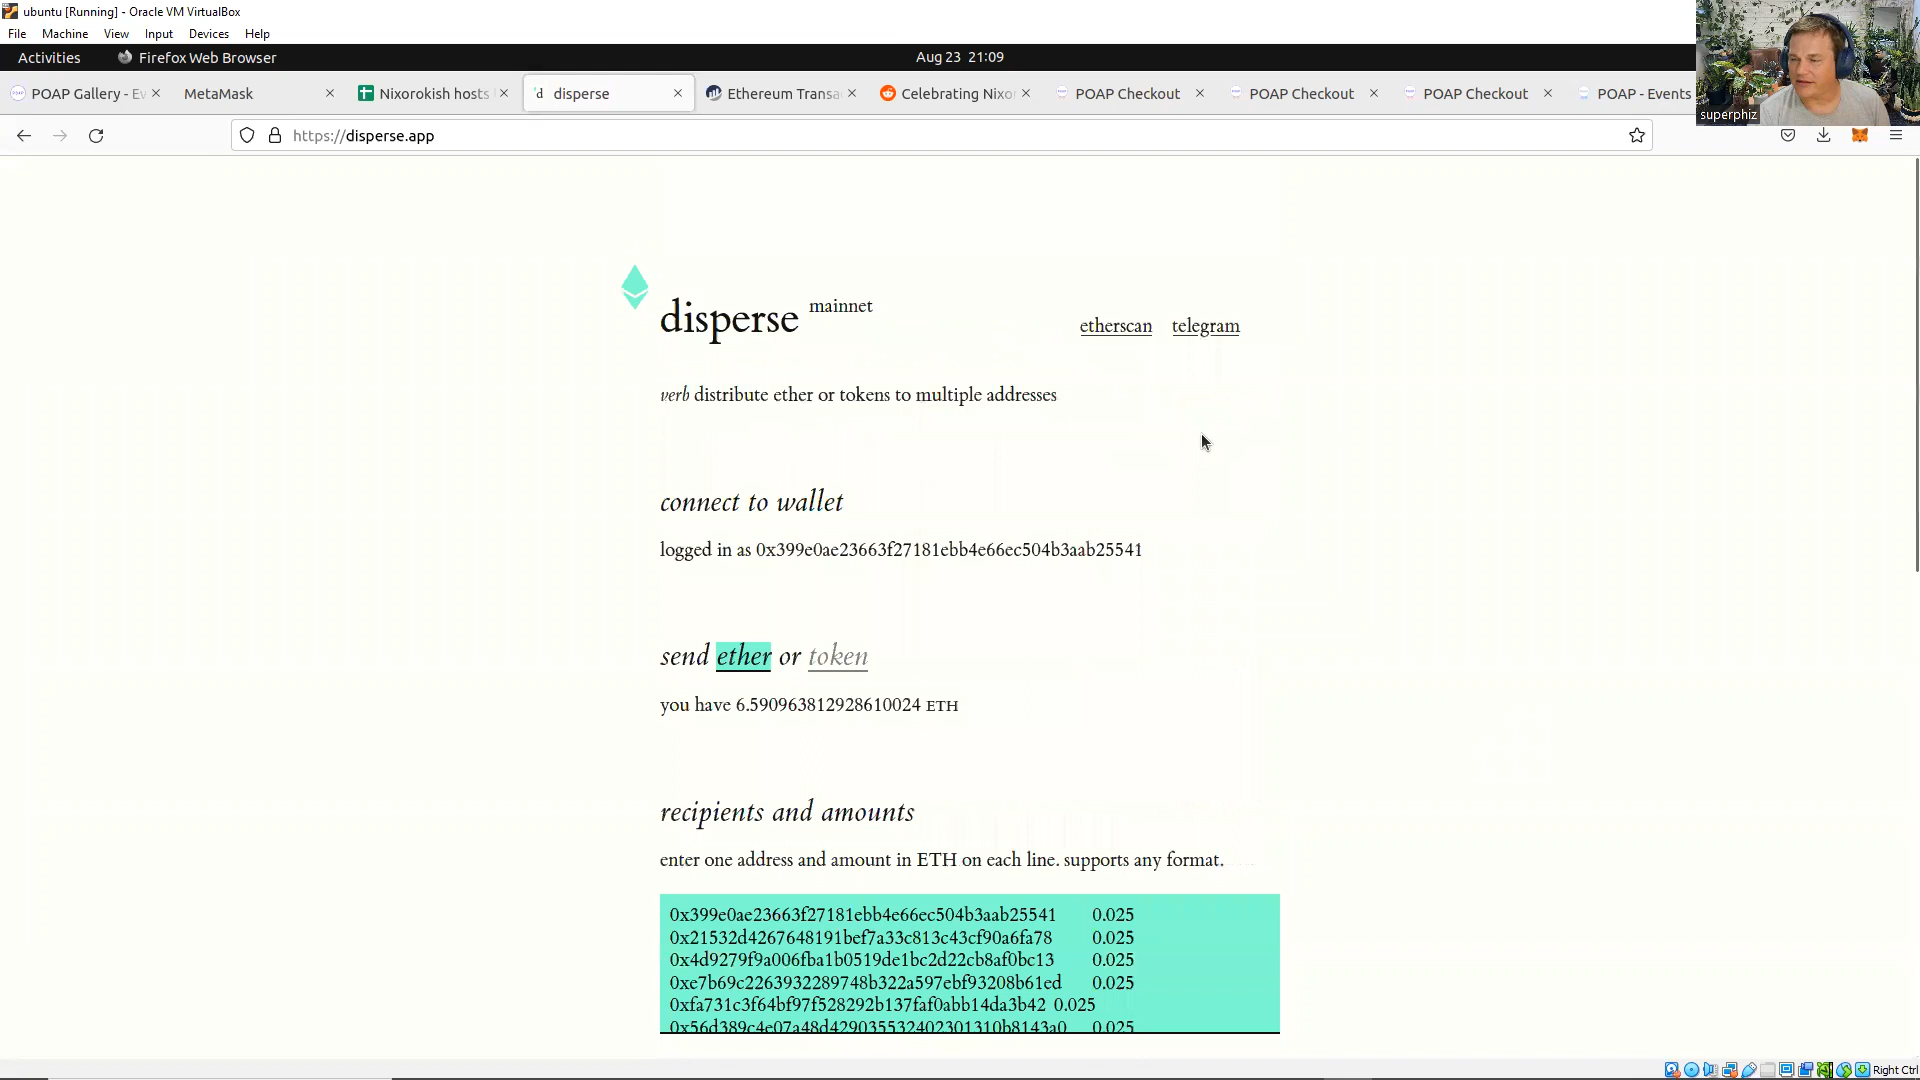 ubuntu [Running] - Oracle VM VirtualBox
File Machine View Input Devices Help
Activities Firefox Web Browser Aug 23 21:09
POAP Gallery - Ev MetaMask Nixorokish hosts disperse Ethereum Transa Celebrating Nixo POAP Checkout POAP Checkout POAP Checkout POAP - Events
superphiz
https://disperse.app
disperse mainnet
etherscan telegram
verb distribute ether or tokens to multiple addresses
connect to wallet
logged in as 0x399e0ae23663f27181ebb4e66ec504b3aab25541
send ether or token
you have 6.590963812928610024 ETH
recipients and amounts
enter one address and amount in ETH on each line. supports any format.
0x399e0ae23663f27181ebb4e66ec504b3aab25541 0.025
0x21532d4267648191bef7a33c813c43cf90a6fa78 0.025
0x4d9279f9a006fba1b0519de1bc2d22cb8af0bc13 0.025
0xe7b69c2263932289748b322a597ebf93208b61ed 0.025
0xfa731c3f64bf97f528292b137faf0abb14da3b42 0.025
0x56d389c4e07a48d429035532402301310b8143a0 0.025
Right Ctrl